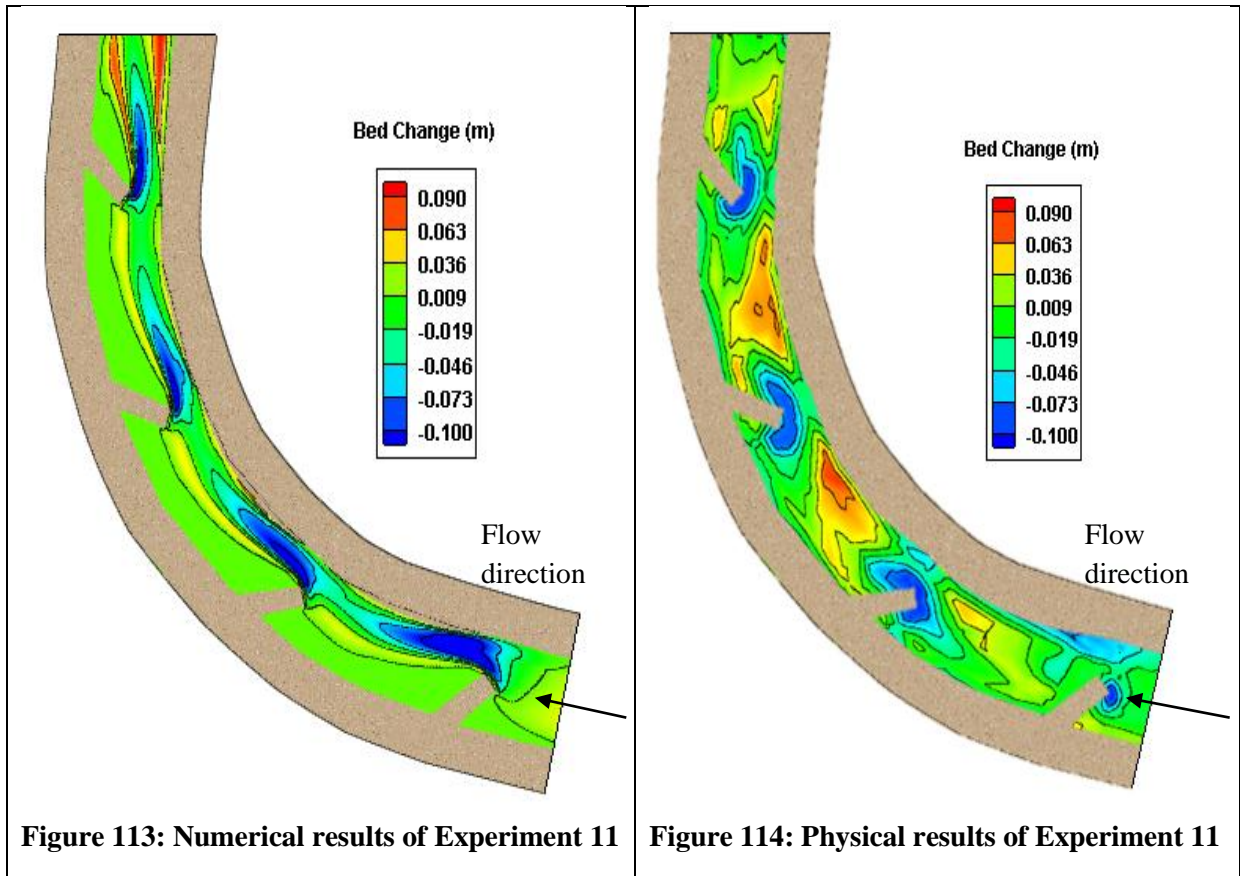 Bed Change (m)
0.090
0.063
0.036
0.009
-0.019
-0.046
-0.073
-0.100
Flow
direction
Figure 113: Numerical results of Experiment 11
Bed Change (m)
0.090
0.063
0.036
0.009
-0.019
-0.046
-0.073
-0.100
Flow
direction
Figure 114: Physical results of Experiment 11